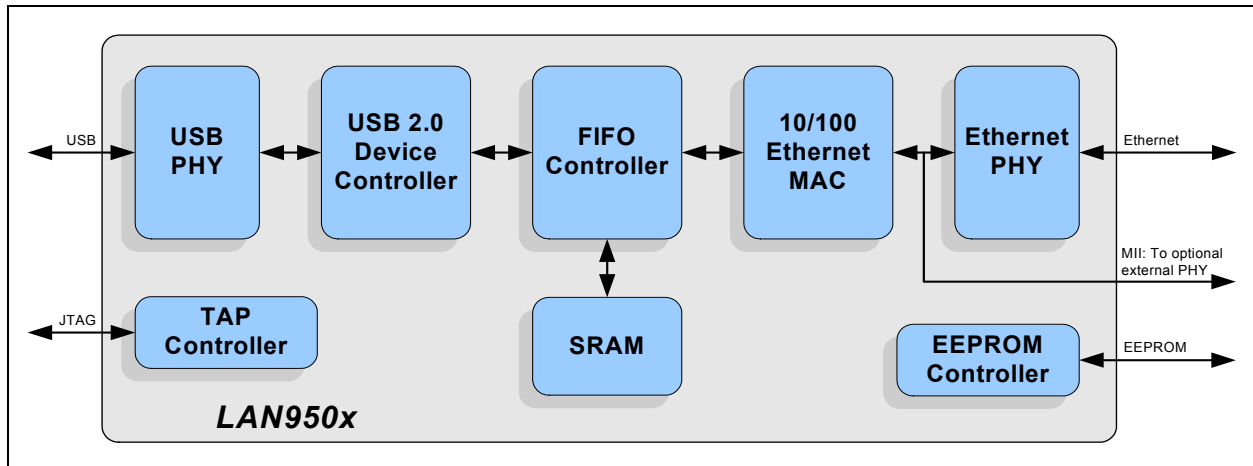 USB
USB
PHY
USB 2.0
Device
Controller
FIFO
Controller
10/100
Ethernet
MAC
Ethernet
PHY
Ethernet
MII: To optional
external PHY
JTAG
TAP
Controller
SRAM
EEPROM
Controller
EEPROM
LAN950x